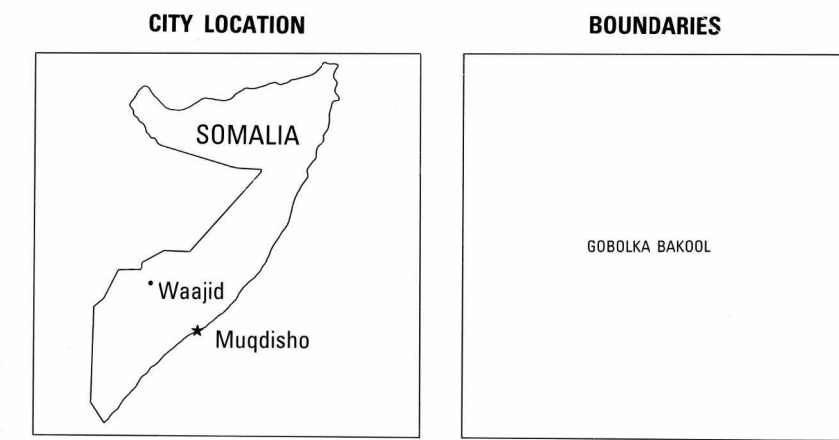 CITY LOCATION
SOMALIA
Waajid
Muqdisho
BOUNDARIES
GOBOLKA BAKOOL